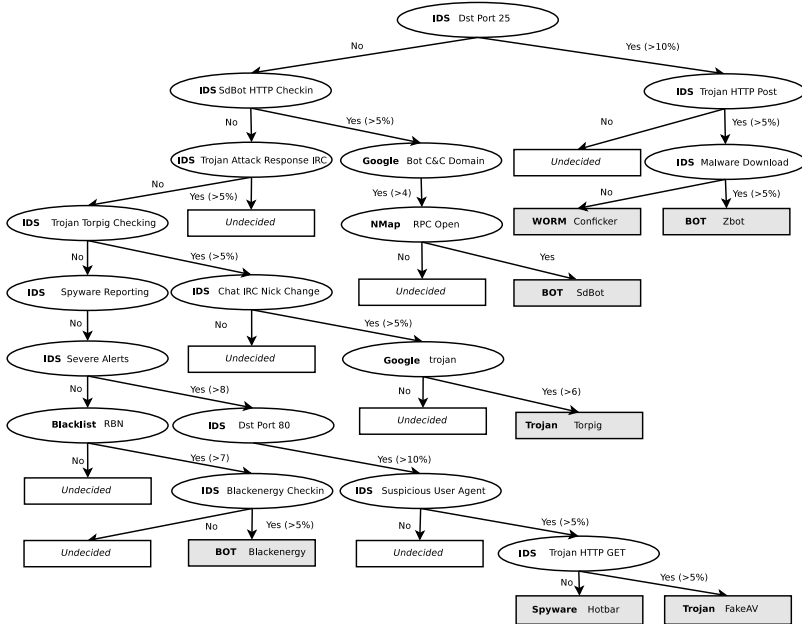 IDS Dst Port 25
No
Yes (>10%)
IDS SdBot HTTP Checkin
IDS Trojan HTTP Post
No
Yes (>5%)
No
Yes (>5%)
IDS Trojan Attack Response IRC
Google Bot C&C Domain
Undecided
IDS Malware Download
No
Yes (>5%)
Yes (>4)
No
Yes (>5%)
IDS Trojan Torpig Checking
Undecided
NMap RPC Open
WORM Conficker
BOT Zbot
No
Yes (>5%)
No
Yes
IDS Spyware Reporting
IDS Chat IRC Nick Change
Undecided
BOT SdBot
No
No
Yes (>5%)
IDS Severe Alerts
Undecided
Google trojan
No
Yes (>8)
No
Yes (>6)
Blacklist RBN
IDS Dst Port 80
Undecided
Trojan Torpig
No
Yes (>7)
Yes (>10%)
Undecided
IDS Blackenergy Checkin
IDS Suspicious User Agent
No
Yes (>5%)
No
Yes (>5%)
Undecided
BOT Blackenergy
Undecided
IDS Trojan HTTP GET
No
Yes (>5%)
Spyware Hotbar
Trojan FakeAV